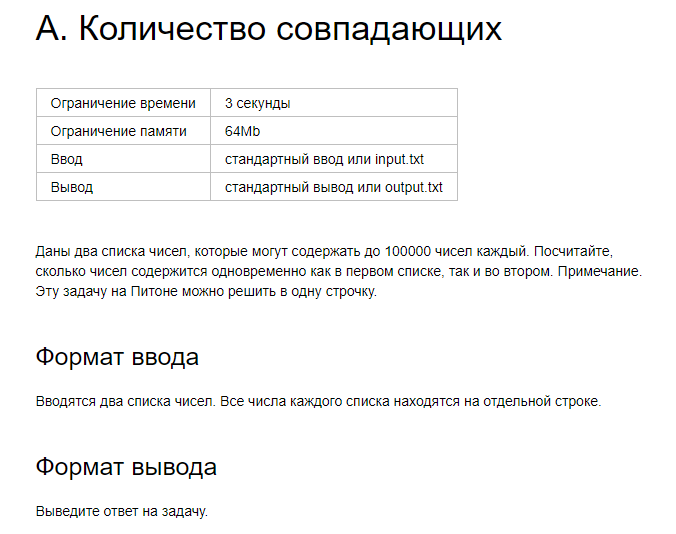 A. Количество совпадающих
Ограничение времени 3 секунды
Ограничение памяти 64Mb
Ввод стандартный ввод или input.txt
Вывод стандартный вывод или output.txt
Даны два списка чисел, которые могут содержать до 100000 чисел каждый. Посчитайте,
сколько чисел содержится одновременно как в первом списке, так и во втором. Примечание.
Эту задачу на Питоне можно решить в одну строчку.
Формат ввода
Вводятся два списка чисел. Все числа каждого списка находятся на отдельной строке.
Формат вывода
Выведите ответ на задачу.